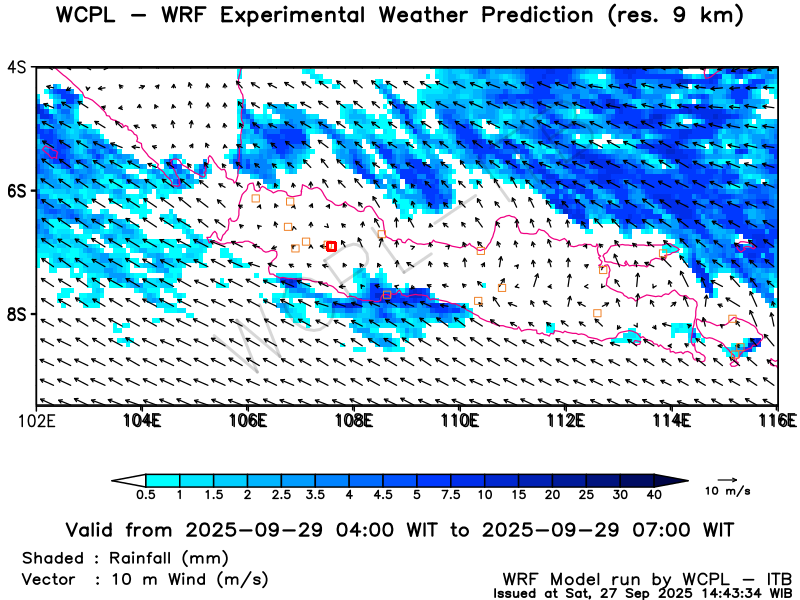 WCPL – WRF Experimental Weather Prediction (res. 9 km)
4S
6S
8S
102E 104E 106E 108E 110E 112E 114E 116E
WCPL-ITB
0.5 1 1.5 2 2.5 3.5 4 4.5 5 7.5 10 15 20 25 30 40
10 m/s
Valid from 2025-09-29 04:00 WIT to 2025-09-29 07:00 WIT
Shaded : Rainfall (mm)
Vector : 10 m Wind (m/s)
WRF Model run by WCPL – ITB
Issued at Sat, 27 Sep 2025 14:43:34 WIB